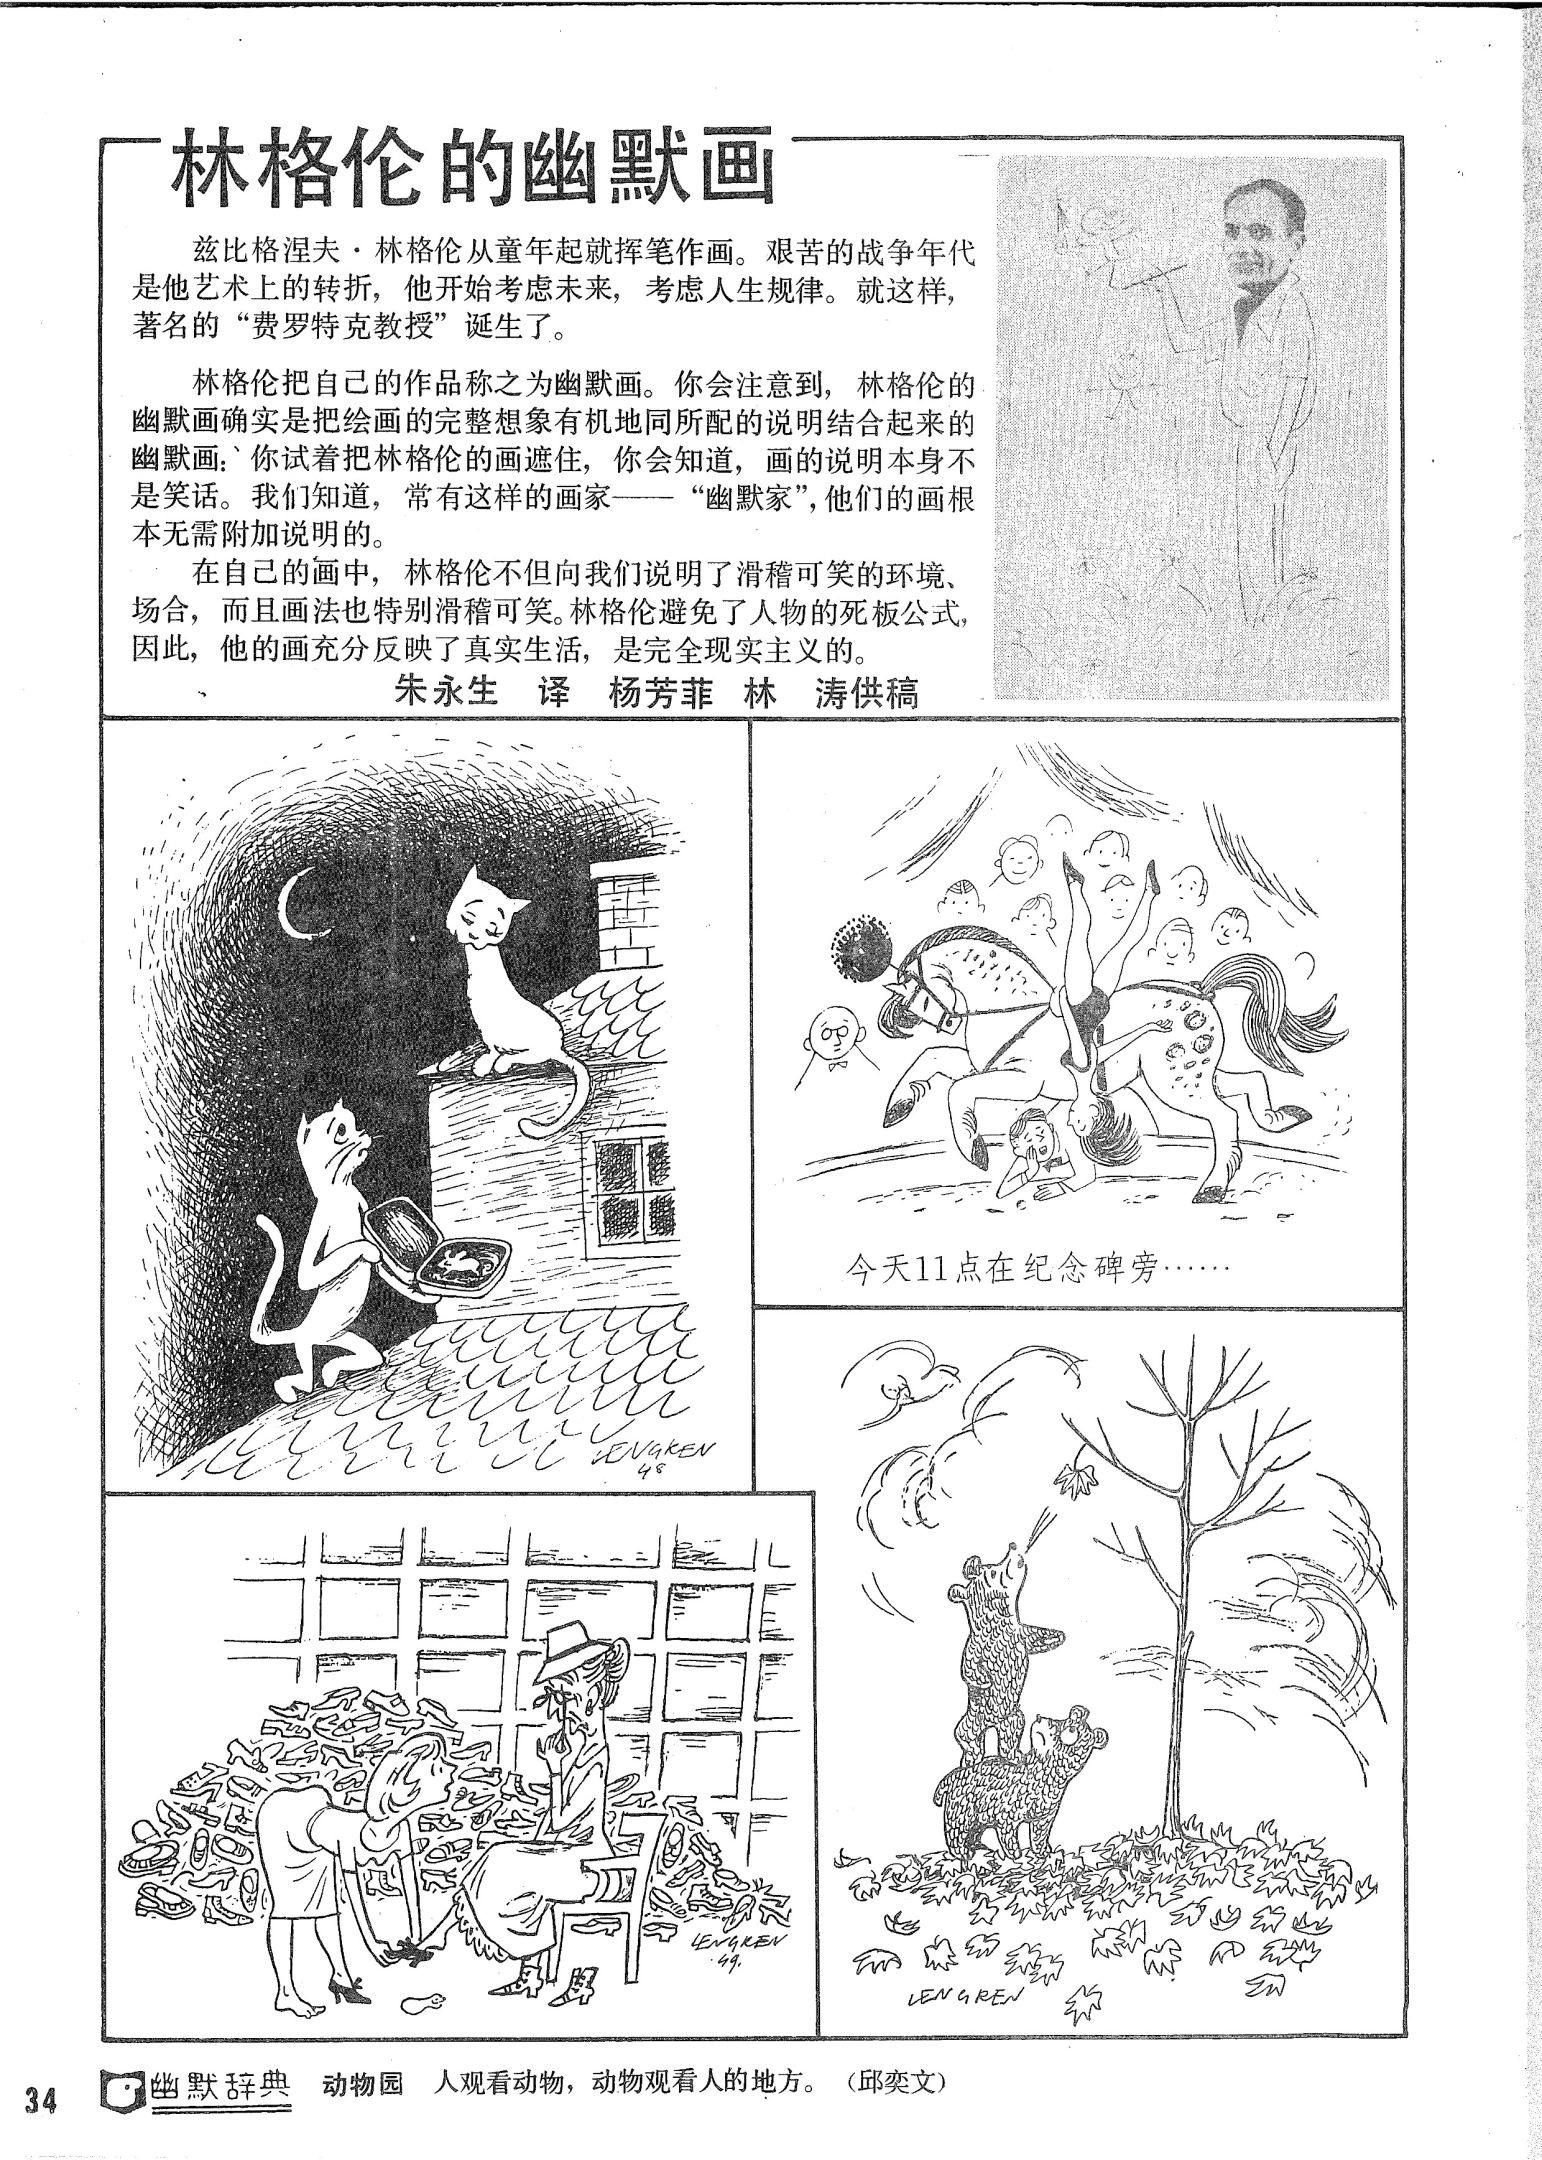 林格伦的幽默画
兹比格涅夫·林格伦从童年起就挥笔作画。艰苦的战争年代
是他艺术上的转折，他开始考虑未来，考虑人生规律。就这样，
著名的“费罗特克教授”诞生了。
林格伦把自己的作品称之为幽默画。你会注意到，林格伦的
幽默画确实是把绘画的完整想象有机地同所配的说明结合起来的
幽默画：你试着把林格伦的画遮住，你会知道，画的说明本身不
是笑话。我们知道，常有这样的画家——“幽默家”，他们的画根
本无需附加说明的。
在自己的画中，林格伦不但向我们说明了滑稽可笑的环境、
场合，而且画法也特别滑稽可笑。林格伦避免了人物的死板公式，
因此，他的画充分反映了真实生活，是完全现实主义的。
朱永生 译 杨芳菲 林 涛供稿
今天11点在纪念碑旁……
LENGREN
48
LENGREN
49.
LENGREN
幽默辞典 动物园 人观看动物，动物观看人的地方。（邱奕文）
34